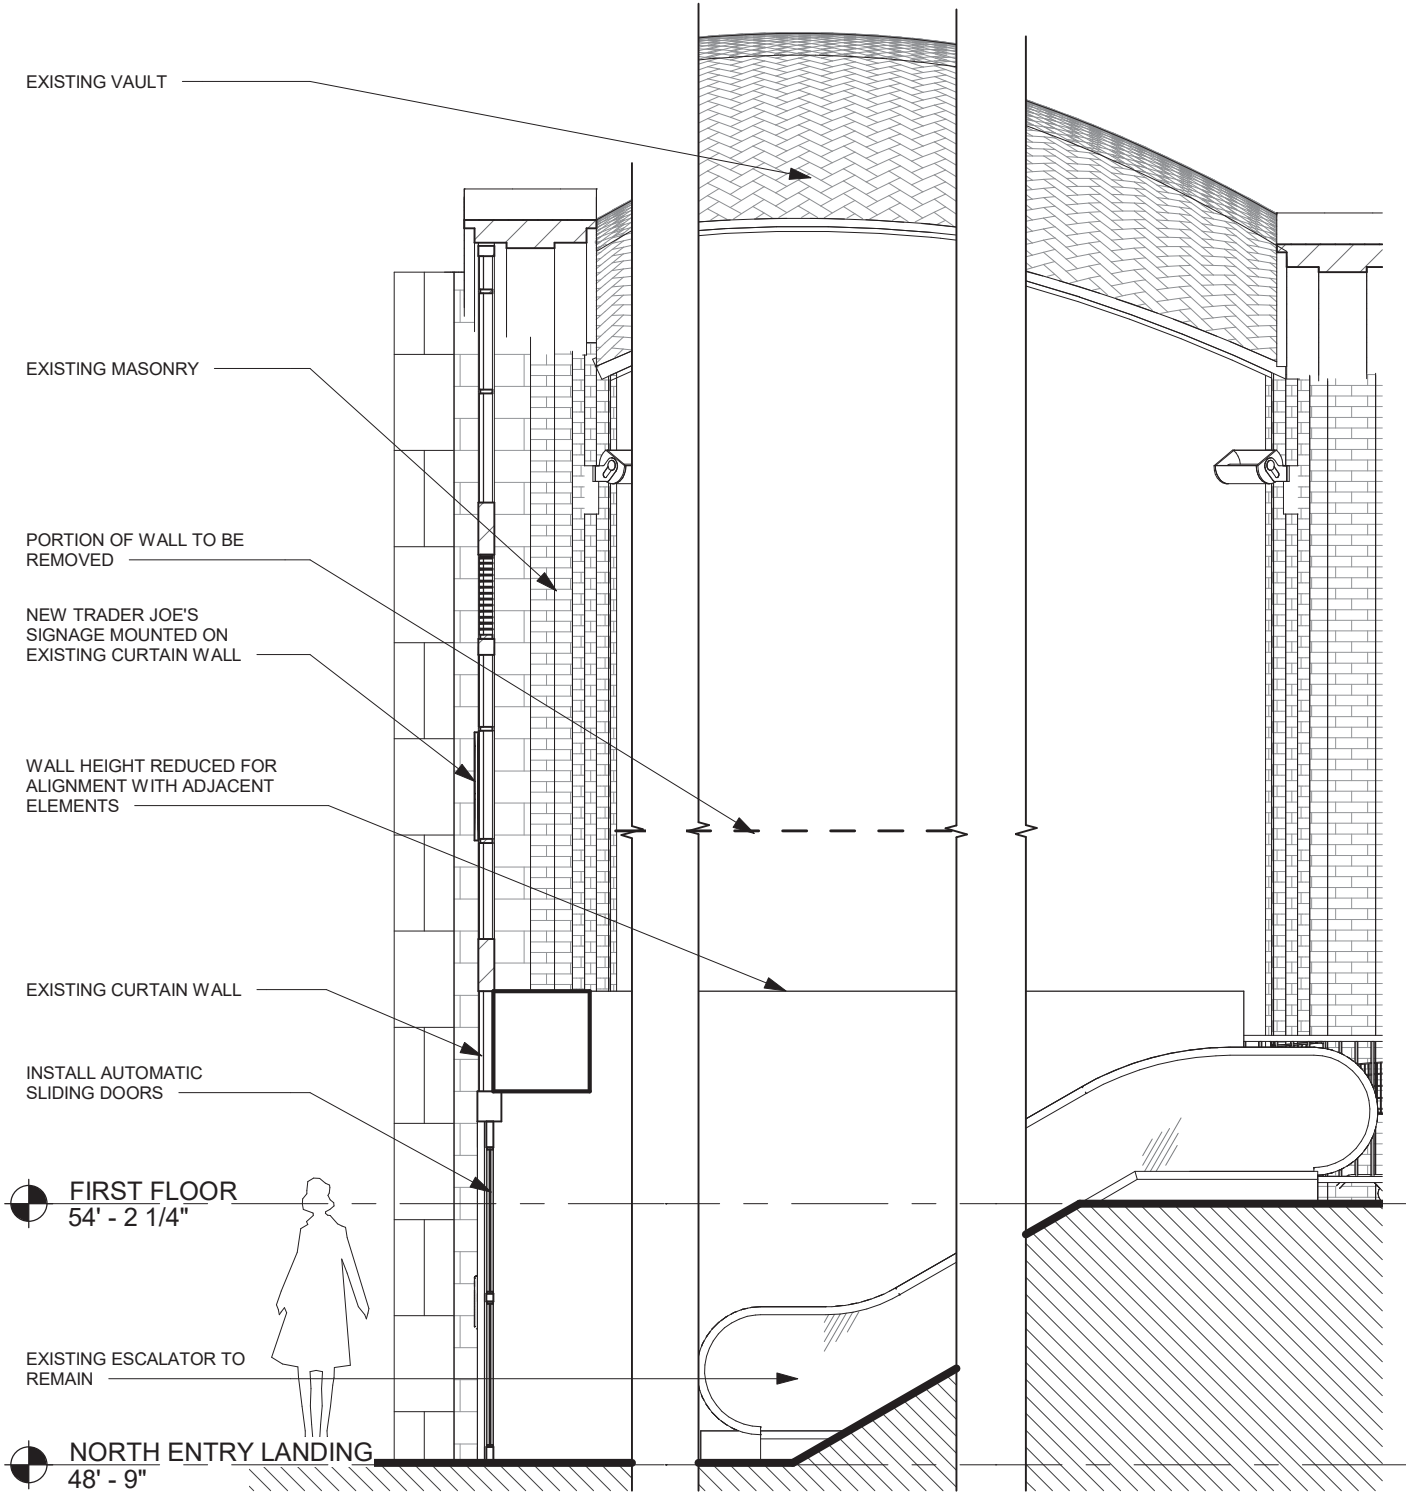 EXISTING VAULT
EXISTING MASONRY
PORTION OF WALL TO BE
REMOVED
NEW TRADER JOE'S
SIGNAGE MOUNTED ON
EXISTING CURTAIN WALL
WALL HEIGHT REDUCED FOR
ALIGNMENT WITH ADJACENT
ELEMENTS
EXISTING CURTAIN WALL
INSTALL AUTOMATIC
SLIDING DOORS
FIRST FLOOR
54' - 2 1/4"
EXISTING ESCALATOR TO
REMAIN
NORTH ENTRY LANDING
48' - 9"